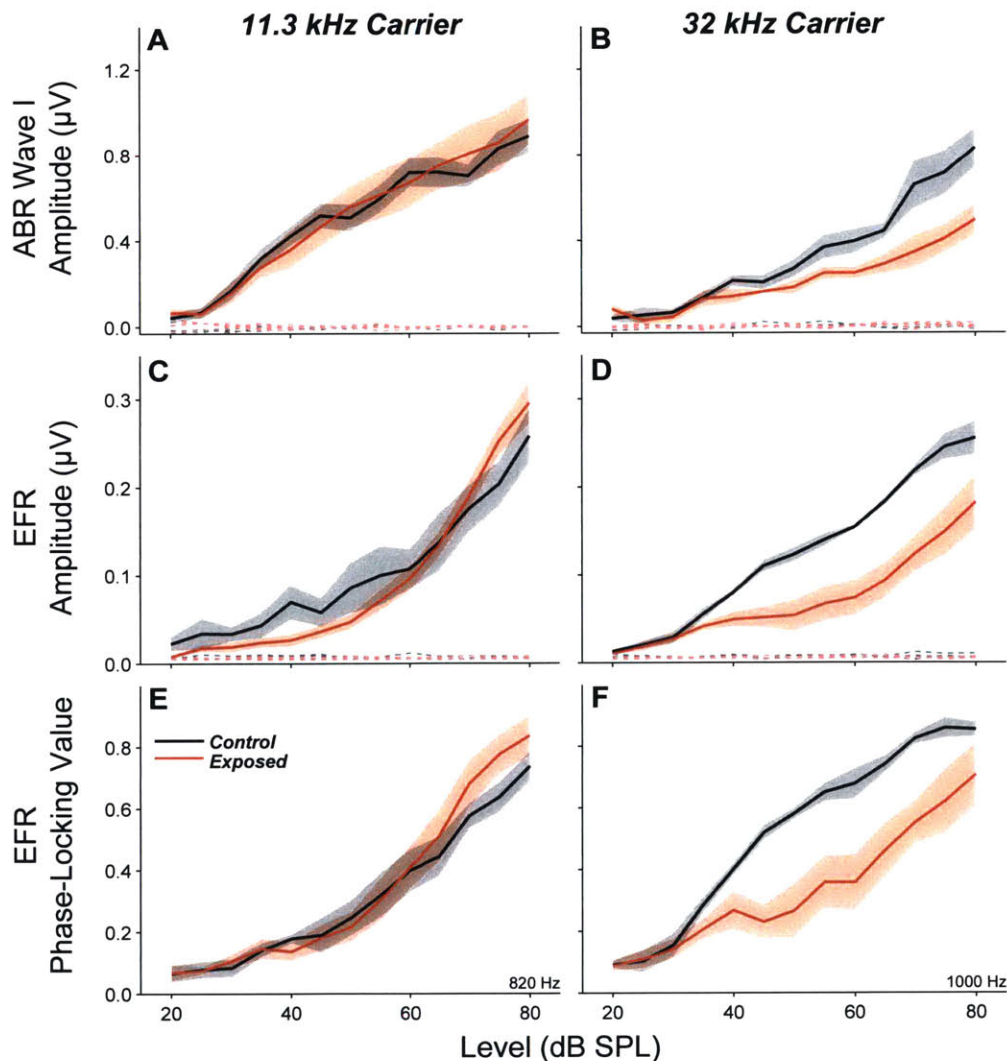 11.3 kHz Carrier
32 kHz Carrier
A
B
ABR Wave I
Amplitude (µV)
1.2
0.8
0.4
0.0
C
D
EFR
Amplitude (µV)
0.3
0.2
0.1
0.0
E
F
Control
Exposed
EFR
Phase-Locking Value
0.8
0.6
0.4
0.2
0.0
820 Hz
1000 Hz
20 40 60 80
20 40 60 80
Level (dB SPL)